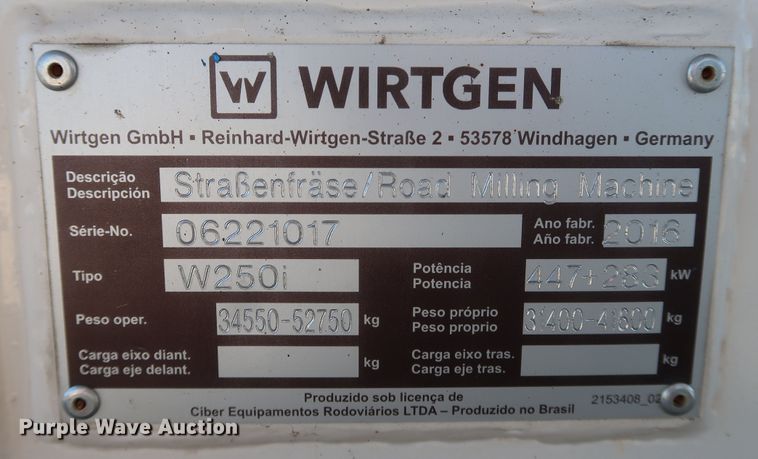 W WIRTGEN
Wirtgen GmbH ▪ Reinhard-Wirtgen-Straße 2 ▪ 53578 Windhagen ▪ Germany
Descrição
Descripción
Straßenfräse/Road Milling Machine
Série-No.
06221017
Ano fabr.
Año fabr.
2016
Tipo
W250i
Potência
Potencia
447+283 kW
Peso oper.
34550-52750 kg
Peso próprio
Peso proprio
kg
Carga eixo diant.
Carga eje delant.
kg
Carga eixo tras.
Carga eje tras.
kg
Produzido sob licença de
Ciber Equipamentos Rodoviários LTDA – Produzido no Brasil
2153408_02
Purple Wave Auction